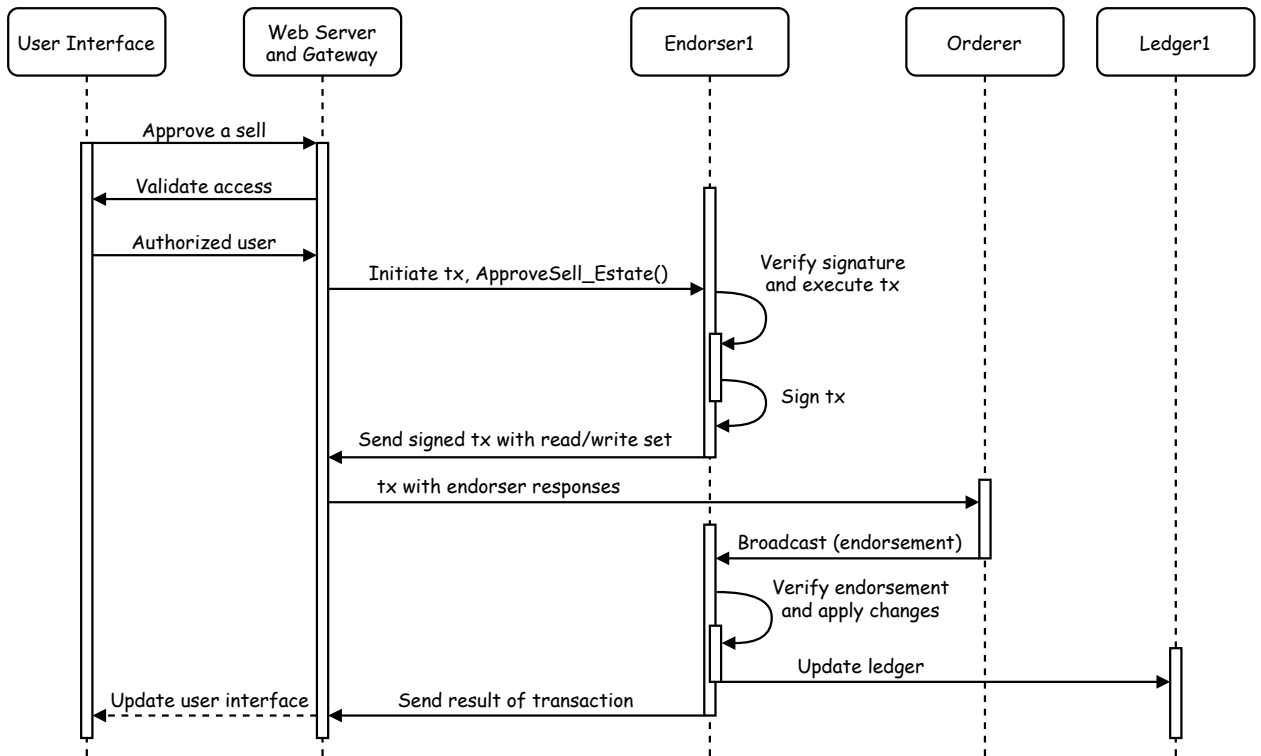 User Interface
Web Server
and Gateway
Endorser1
Orderer
Ledger1
Approve a sell
Validate access
Authorized user
Initiate tx, ApproveSell_Estate()
Verify signature
and execute tx
Sign tx
Send signed tx with read/write set
tx with endorser responses
Broadcast (endorsement)
Verify endorsement
and apply changes
Update ledger
Update user interface
Send result of transaction